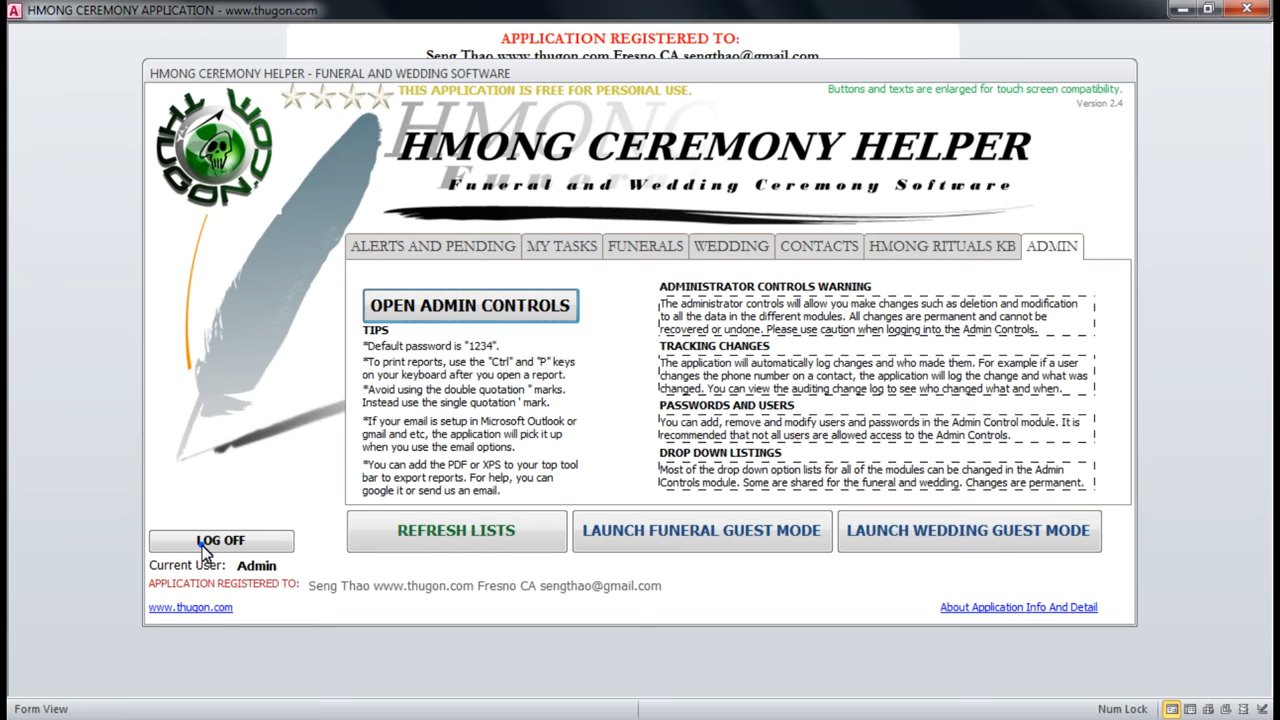 HMONG CEREMONY APPLICATION - www.thugon.com
APPLICATION REGISTERED TO:
Seng Thao www.thugon.com Fresno CA sengthao@gmail.com
HMONG CEREMONY HELPER - FUNERAL AND WEDDING SOFTWARE
THIS APPLICATION IS FREE FOR PERSONAL USE.
Buttons and texts are enlarged for touch screen compatibility.
Version 2.4
THUGON.COM
HMONG
Funeral
HMONG CEREMONY HELPER
Funeral and Wedding Ceremony Software
ALERTS AND PENDING
MY TASKS
FUNERALS
WEDDING
CONTACTS
HMONG RITUALS KB
ADMIN
OPEN ADMIN CONTROLS
TIPS
*Default password is "1234".
*To print reports, use the "Ctrl" and "P" keys
on your keyboard after you open a report.
*Avoid using the double quotation " marks.
Instead use the single quotation ' mark.
*If your email is setup in Microsoft Outlook or
gmail and etc, the application will pick it up
when you use the email options.
*You can add the PDF or XPS to your top tool
bar to export reports. For help, you can
google it or send us an email.
ADMINISTRATOR CONTROLS WARNING
The administrator controls will allow you make changes such as deletion and modification
to all the data in the different modules. All changes are permanent and cannot be
recovered or undone. Please use caution when logging into the Admin Controls.
TRACKING CHANGES
The application will automatically log changes and who made them. For example if a user
changes the phone number on a contact, the application will log the change and what was
changed. You can view the auditing change log to see who changed what and when.
PASSWORDS AND USERS
You can add, remove and modify users and passwords in the Admin Control module. It is
recommended that not all users are allowed access to the Admin Controls.
DROP DOWN LISTINGS
Most of the drop down option lists for all of the modules can be changed in the Admin
Controls module. Some are shared for the funeral and wedding. Changes are permanent.
REFRESH LISTS
LAUNCH FUNERAL GUEST MODE
LAUNCH WEDDING GUEST MODE
LOG OFF
Current User: Admin
APPLICATION REGISTERED TO: Seng Thao www.thugon.com Fresno CA sengthao@gmail.com
www.thugon.com
About Application Info And Detail
Form View
Num Lock